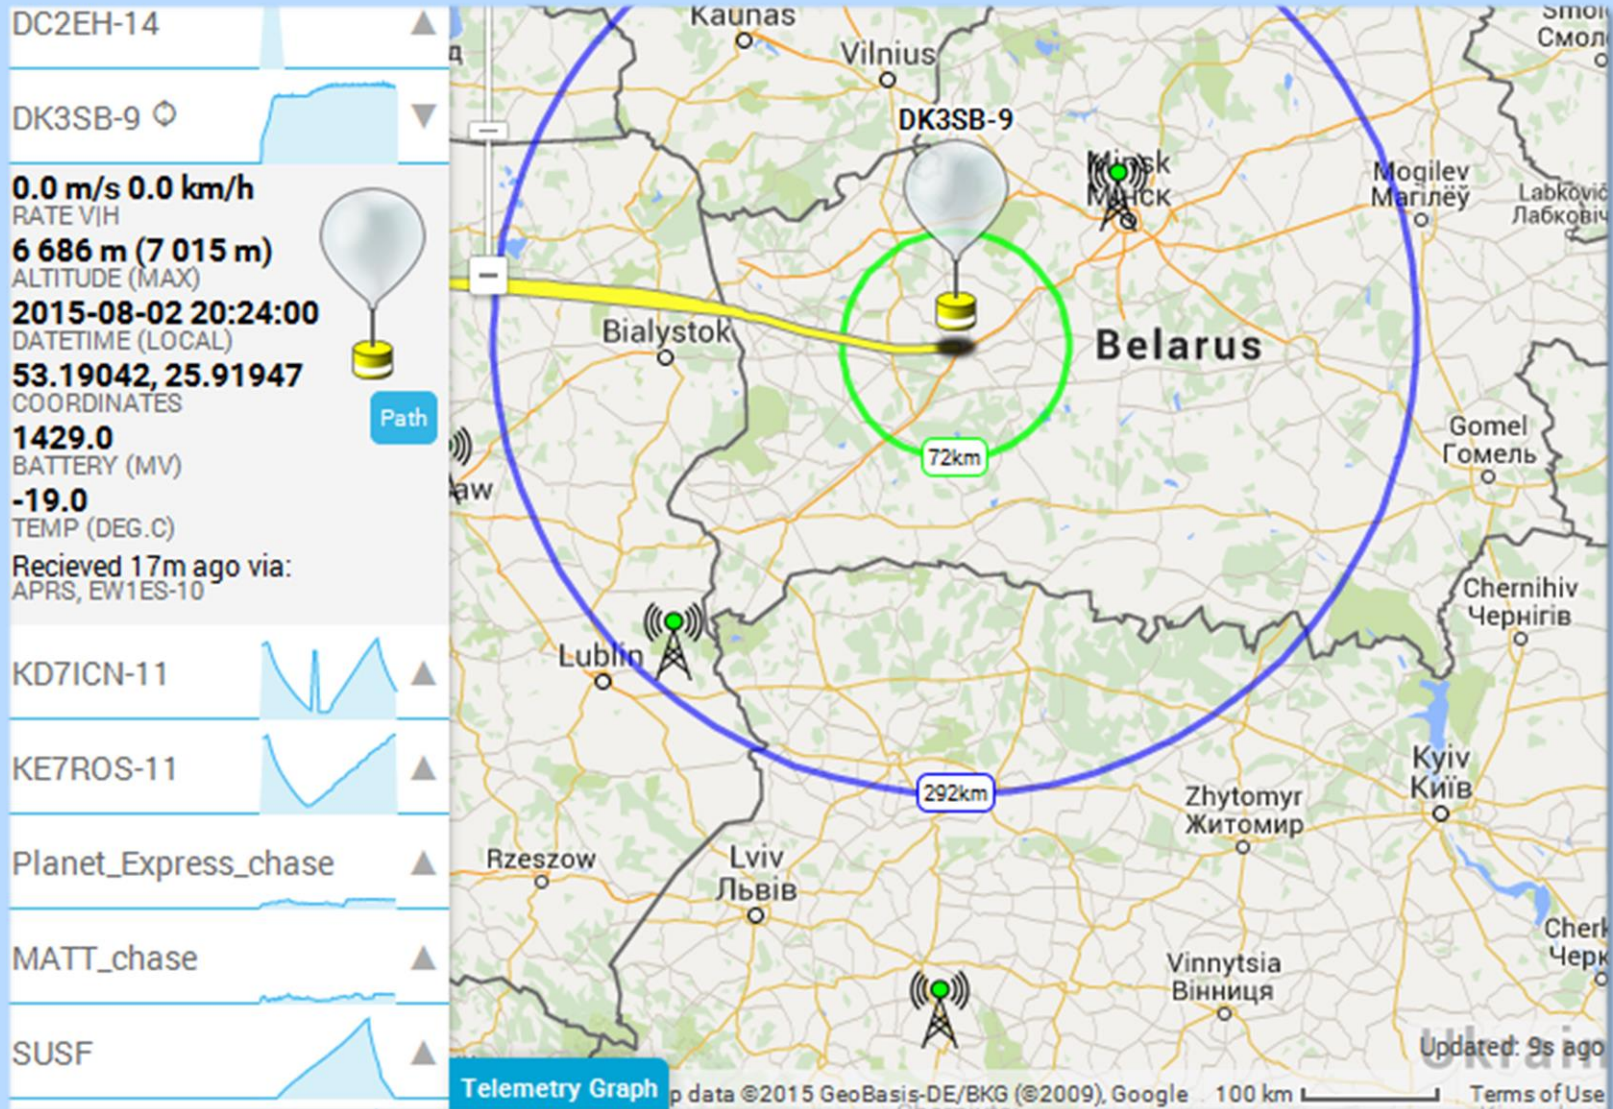 DC2EH-14
DK3SB-9
0.0 m/s 0.0 km/h
RATE V|H
6 686 m (7 015 m)
ALTITUDE (MAX)
2015-08-02 20:24:00
DATETIME (LOCAL)
53.19042, 25.91947
COORDINATES
Path
1429.0
BATTERY (MV)
-19.0
TEMP (DEG.C)
Recieved 17m ago via:
APRS, EW1ES-10
KD7ICN-11
KE7ROS-11
Planet_Express_chase
MATT_chase
SUSF
Kaunas
Vilnius
DK3SB-9
Minsk
Мінск
Mogilev
Магілёў
Смол
Labkovič
Лабковіч
Bialystok
Belarus
72km
aw
Gomel
Гомель
Chernihiv
Чернігів
Lublin
292km
Kyiv
Київ
Zhytomyr
Житомир
Rzeszow
Lviv
Львів
Cherk
Черк
Vinnytsia
Вінниця
Ukrain
Updated: 9s ago
Telemetry Graph
p data ©2015 GeoBasis-DE/BKG (©2009), Google
100 km
Terms of Use